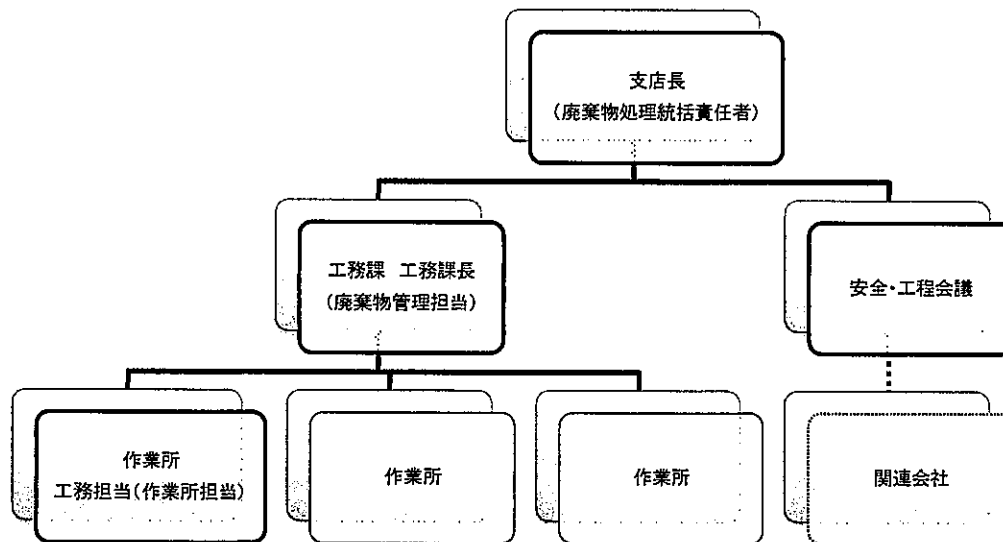 支店長
（廃棄物処理統括責任者）
工務課　工務課長
（廃棄物管理担当）
安全・工程会議
作業所
工務担当（作業所担当）
作業所
作業所
関連会社